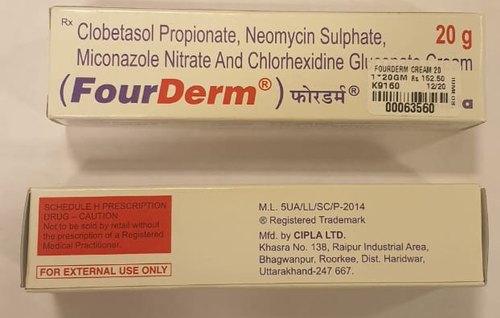 Rx Clobetasol Propionate, Neomycin Sulphate,
Miconazole Nitrate And Chlorhexidine Gluconate Cream
20 g
(FourDerm®) फोरडर्म®
FOURDERM CREAM 20
1*20GM Rs 152.50
K9160 12/20
00063560
SCHEDULE H PRESCRIPTION
DRUG – CAUTION
Not to be sold by retail without
the prescription of a Registered
Medical Practitioner.
FOR EXTERNAL USE ONLY
M.L. 5UA/LL/SC/P-2014
® Registered Trademark
Mfd. by CIPLA LTD.
Khasra No. 138, Raipur Industrial Area,
Bhagwanpur, Roorkee, Dist. Haridwar,
Uttarakhand-247 667.